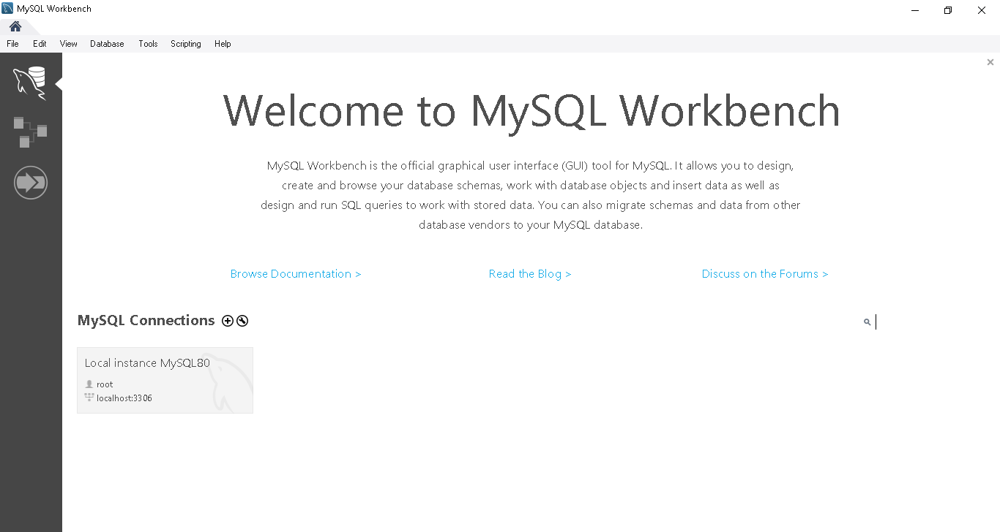 MySQL Workbench
File Edit View Database Tools Scripting Help
Welcome to MySQL Workbench
MySQL Workbench is the official graphical user interface (GUI) tool for MySQL. It allows you to design,
create and browse your database schemas, work with database objects and insert data as well as
design and run SQL queries to work with stored data. You can also migrate schemas and data from other
database vendors to your MySQL database.
Browse Documentation > Read the Blog > Discuss on the Forums >
MySQL Connections
Local instance MySQL80
root
localhost:3306